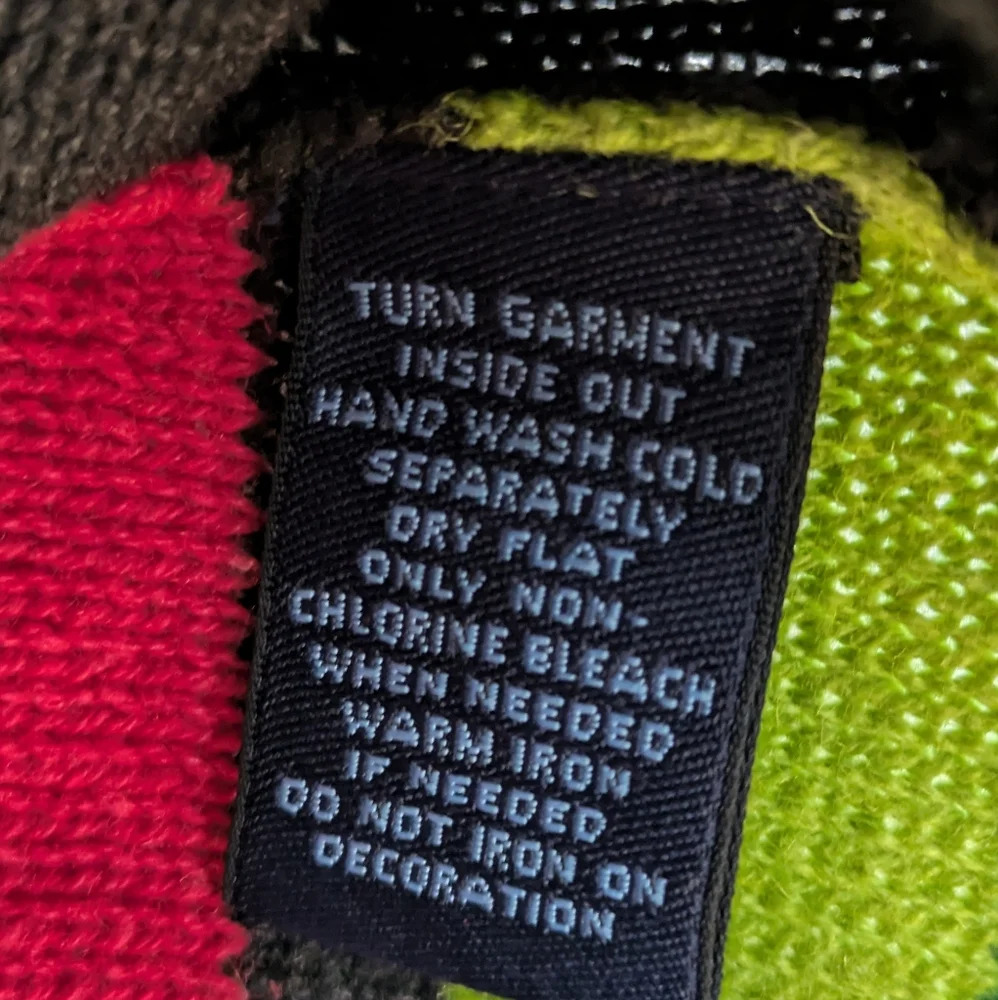 TURN GARMENT
INSIDE OUT
HAND WASH COLD
SEPARATELY
DRY FLAT
ONLY NON-
CHLORINE BLEACH
WHEN NEEDED
WARM IRON
IF NEEDED
DO NOT IRON ON
DECORATION